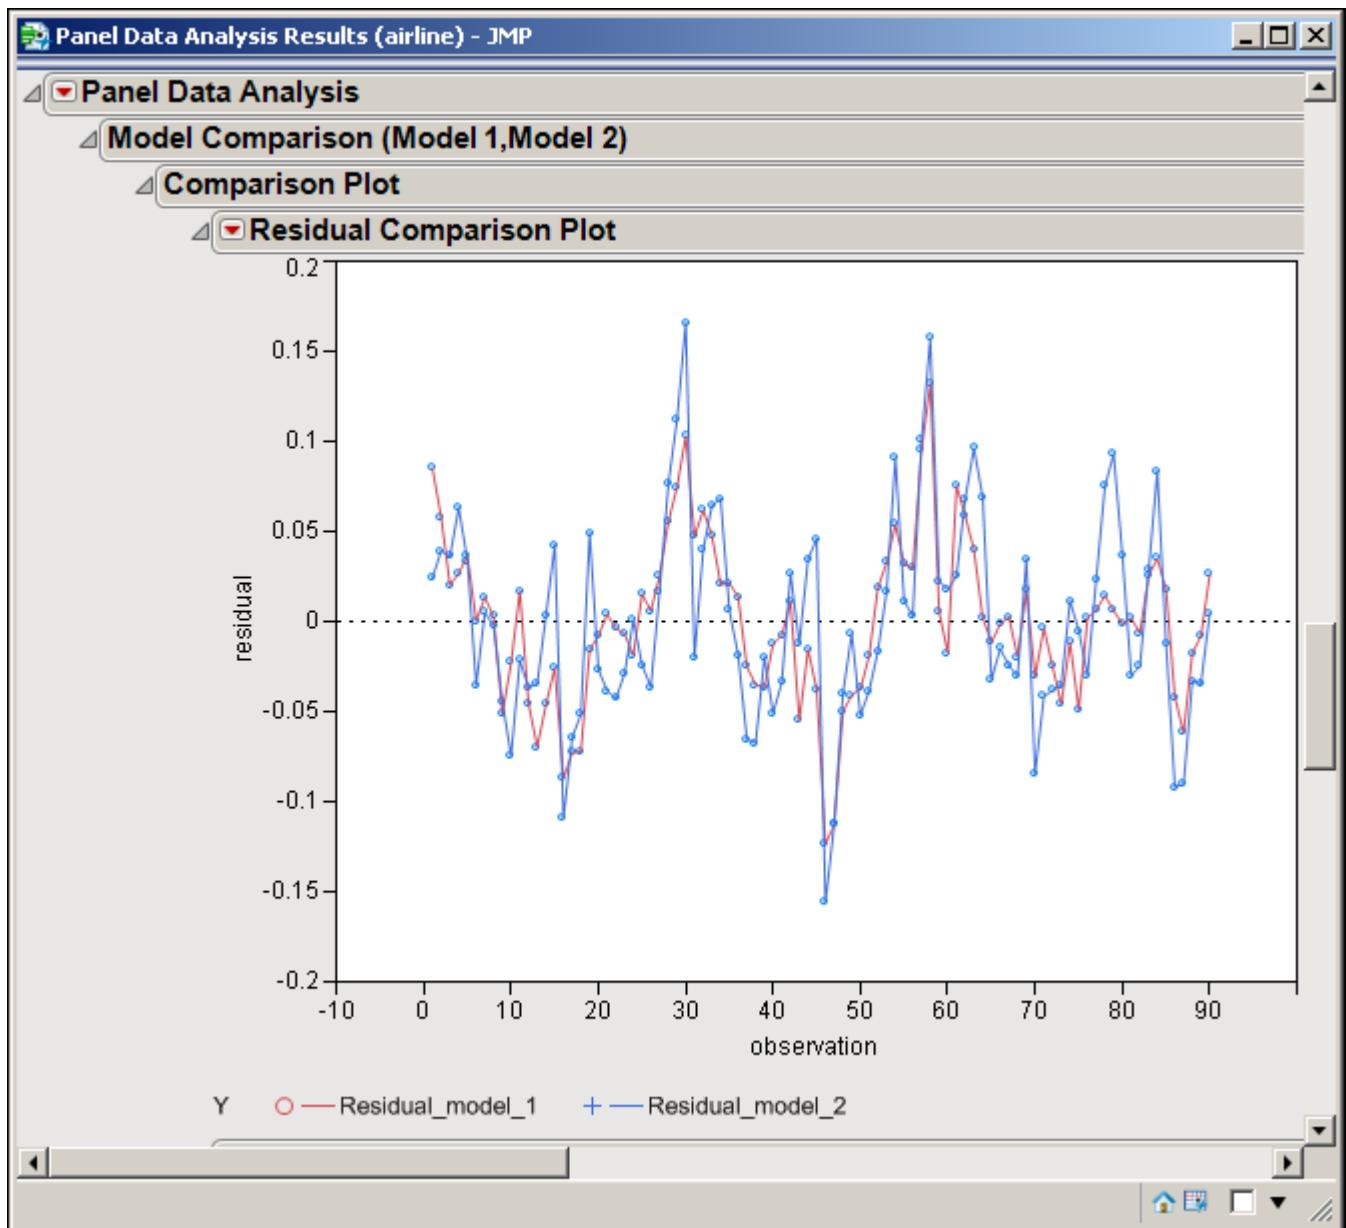 Panel Data Analysis Results (airline) - JMP
Panel Data Analysis
Model Comparison (Model 1,Model 2)
Comparison Plot
Residual Comparison Plot
0.2
0.15
0.1
0.05
0
-0.05
-0.1
-0.15
-0.2
residual
-10 0 10 20 30 40 50 60 70 80 90
observation
Y Residual_model_1 Residual_model_2